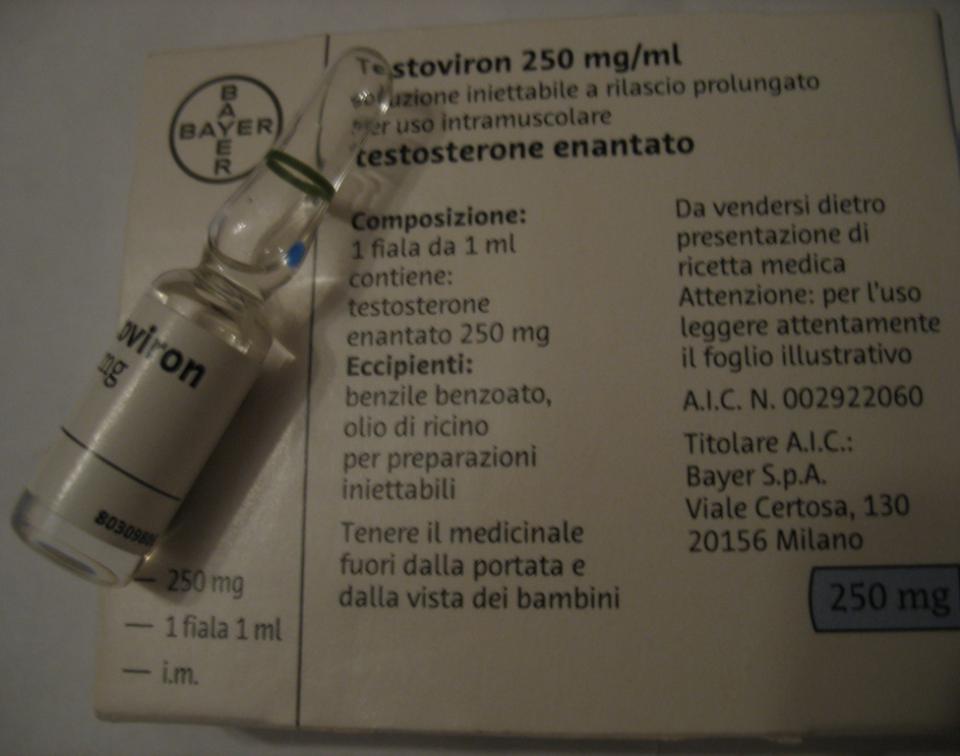 BAYER
BAYER
Testoviron 250 mg/ml
soluzione iniettabile a rilascio prolungato
per uso intramuscolare
testosterone enantato
Composizione:
1 fiala da 1 ml
contiene:
testosterone
enantato 250 mg
Eccipienti:
benzile benzoato,
olio di ricino
per preparazioni
iniettabili
Tenere il medicinale
fuori dalla portata e
dalla vista dei bambini
Da vendersi dietro
presentazione di
ricetta medica
Attenzione: per l'uso
leggere attentamente
il foglio illustrativo
A.I.C. N. 002922060
Titolare A.I.C.:
Bayer S.p.A.
Viale Certosa, 130
20156 Milano
250 mg
oviron
mg
250 mg
1 fiala 1 ml
i.m.